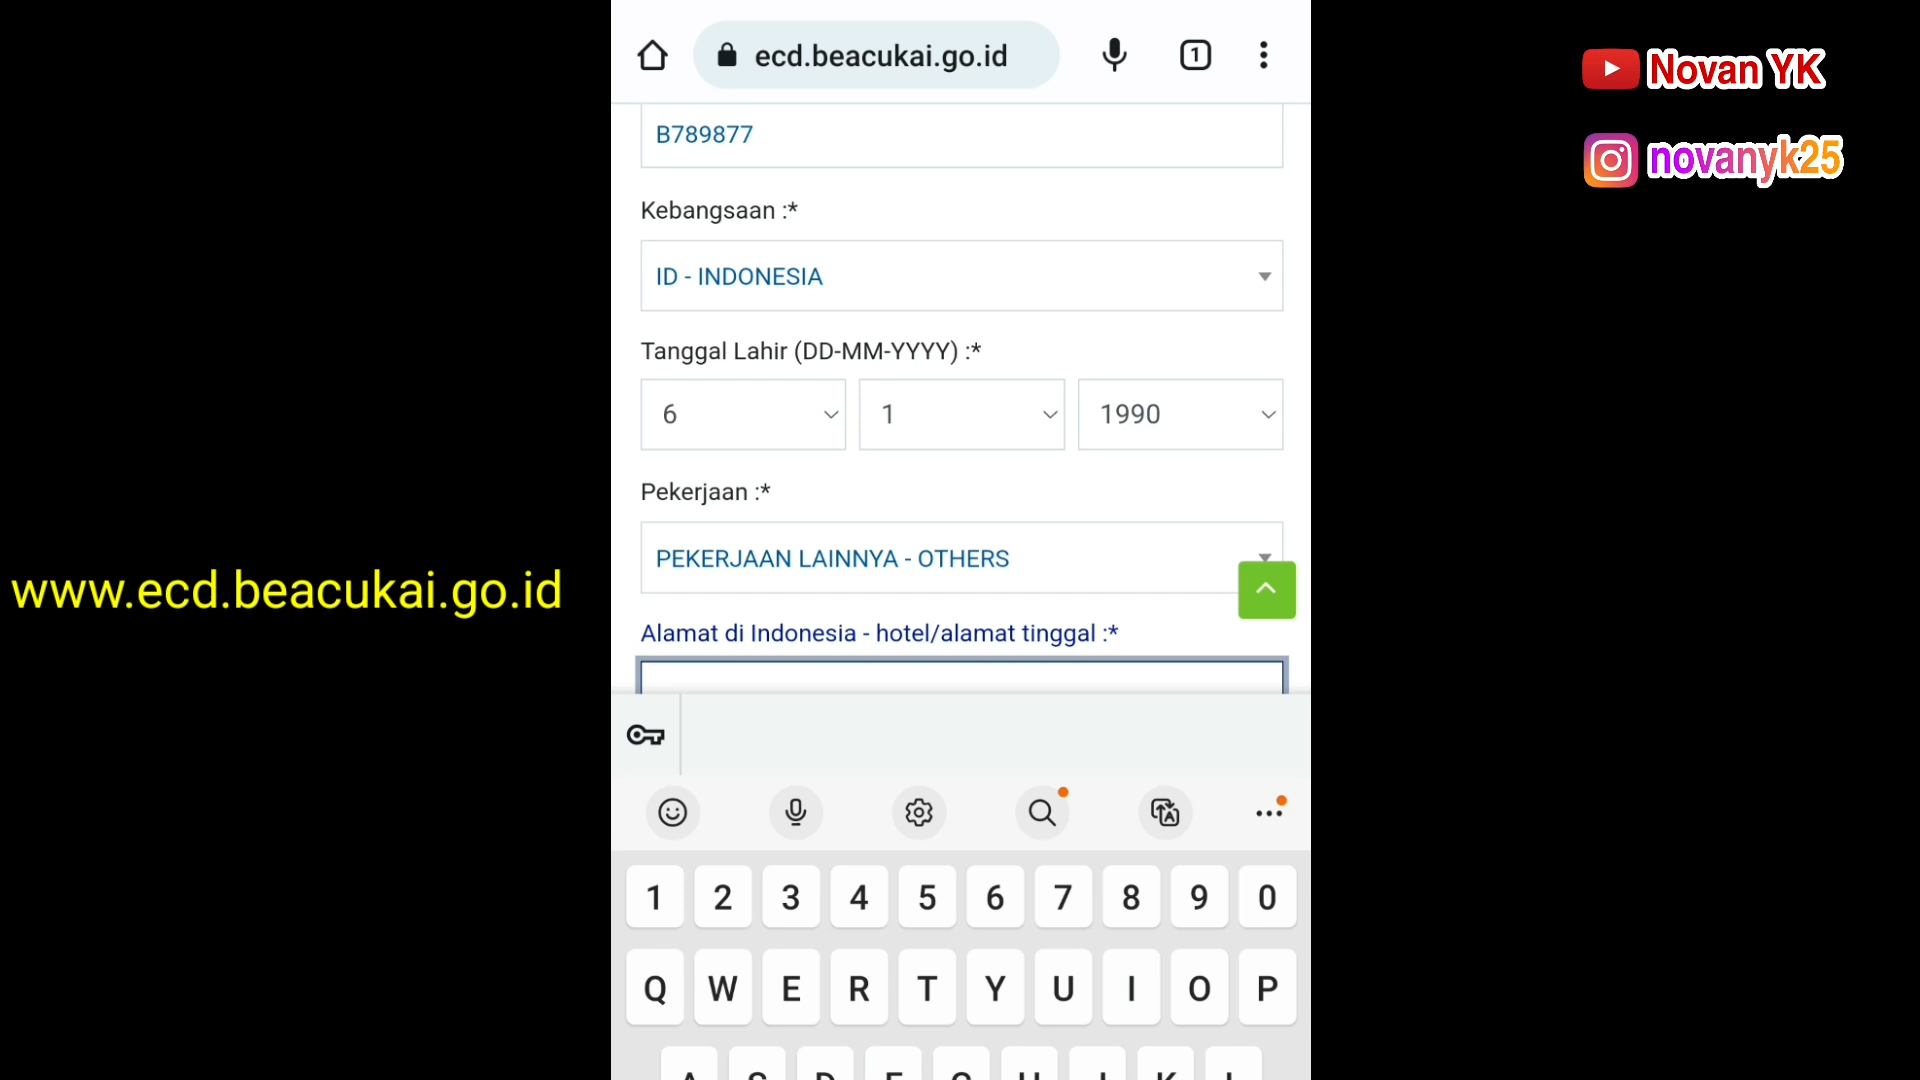 ecd.beacukai.go.id
1
Novan YK
novanyk25
B789877
Kebangsaan :*
ID - INDONESIA
Tanggal Lahir (DD-MM-YYYY) :*
6 1 1990
Pekerjaan :*
PEKERJAAN LAINNYA - OTHERS
www.ecd.beacukai.go.id
Alamat di Indonesia - hotel/alamat tinggal :*
1 2 3 4 5 6 7 8 9 0
Q W E R T Y U I O P